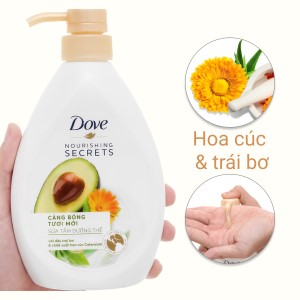 Dove
NOURISHING
SECRETS
CĂNG BÓNG
TƯƠI MỚI
SỮA TẮM DƯỠNG THỂ
Hoa cúc
& trái bơ